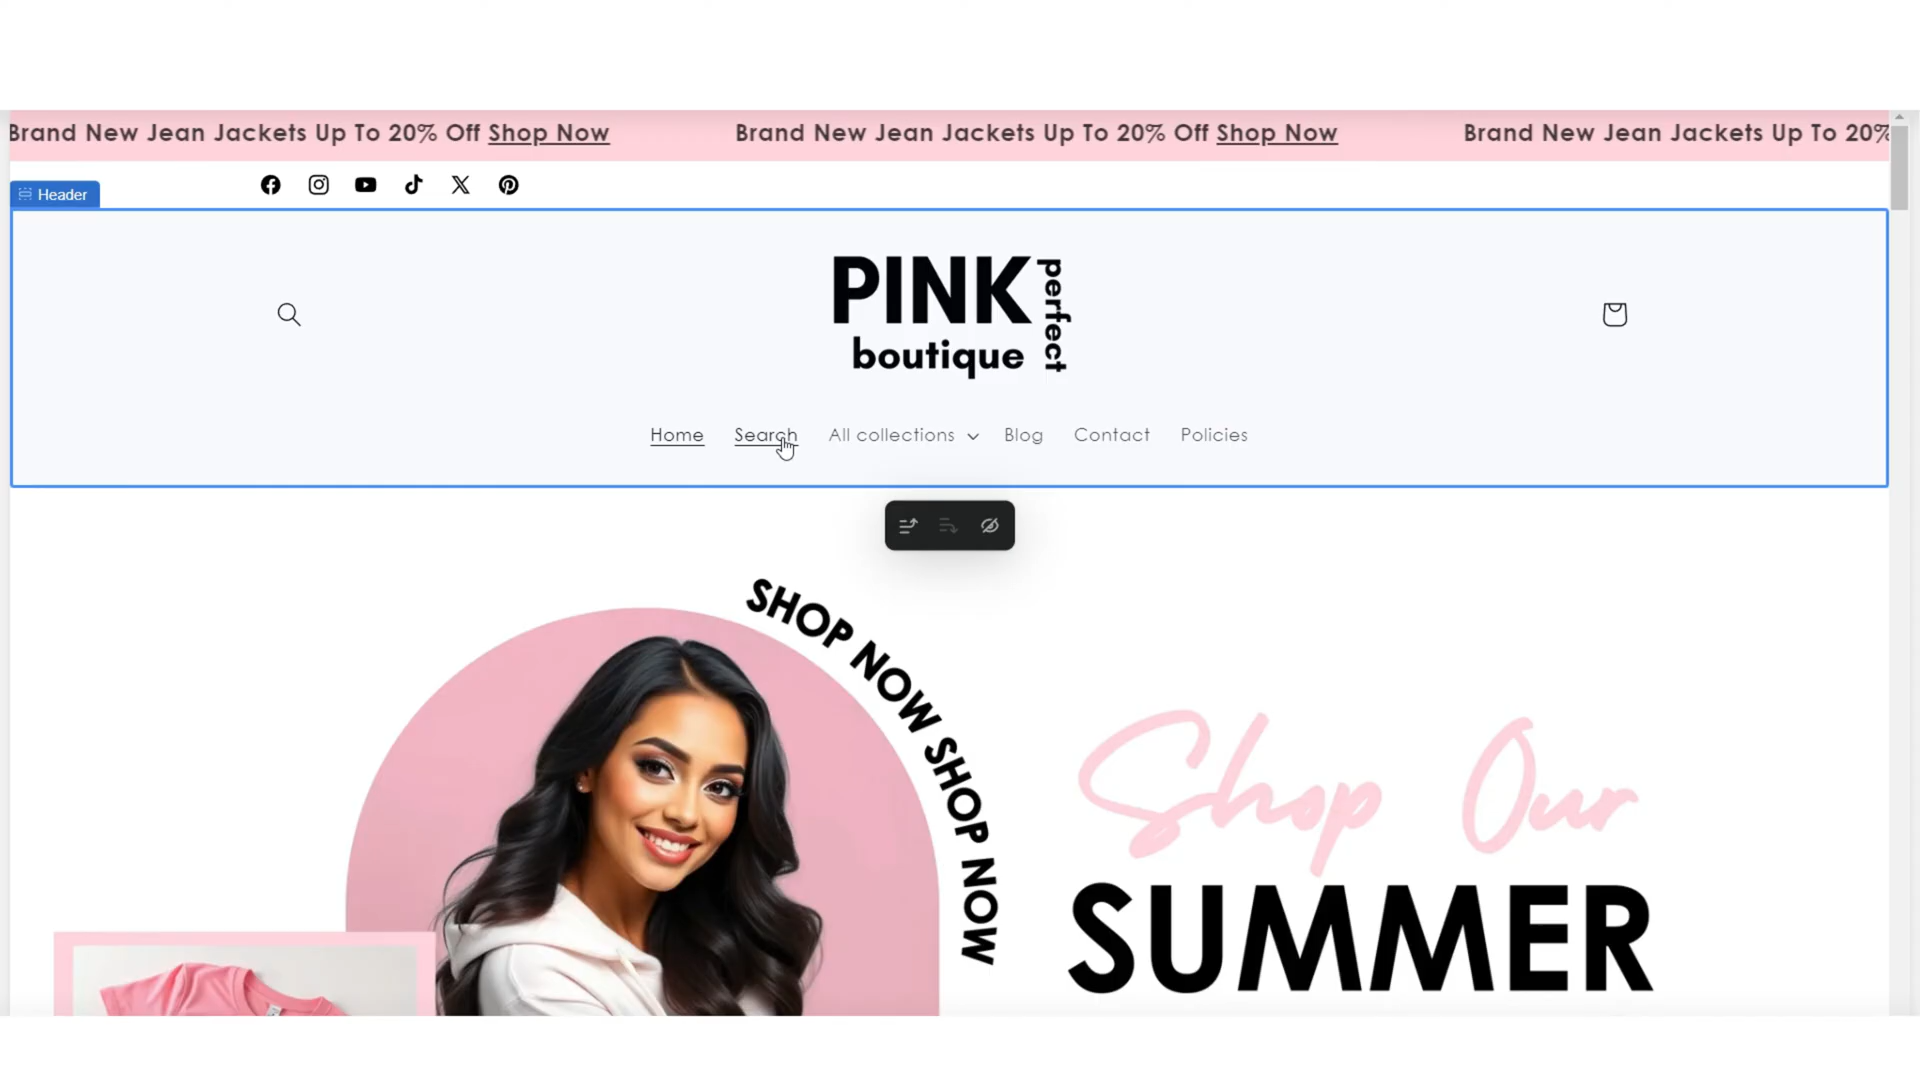 Brand New Jean Jackets Up To 20% Off Shop Now Brand New Jean Jackets Up To 20% Off Shop Now Brand New Jean Jackets Up To 20%
Header
PINK perfect
boutique
Home Search All collections Blog Contact Policies
SHOP NOW SHOP NOW
Shop Our
SUMMER